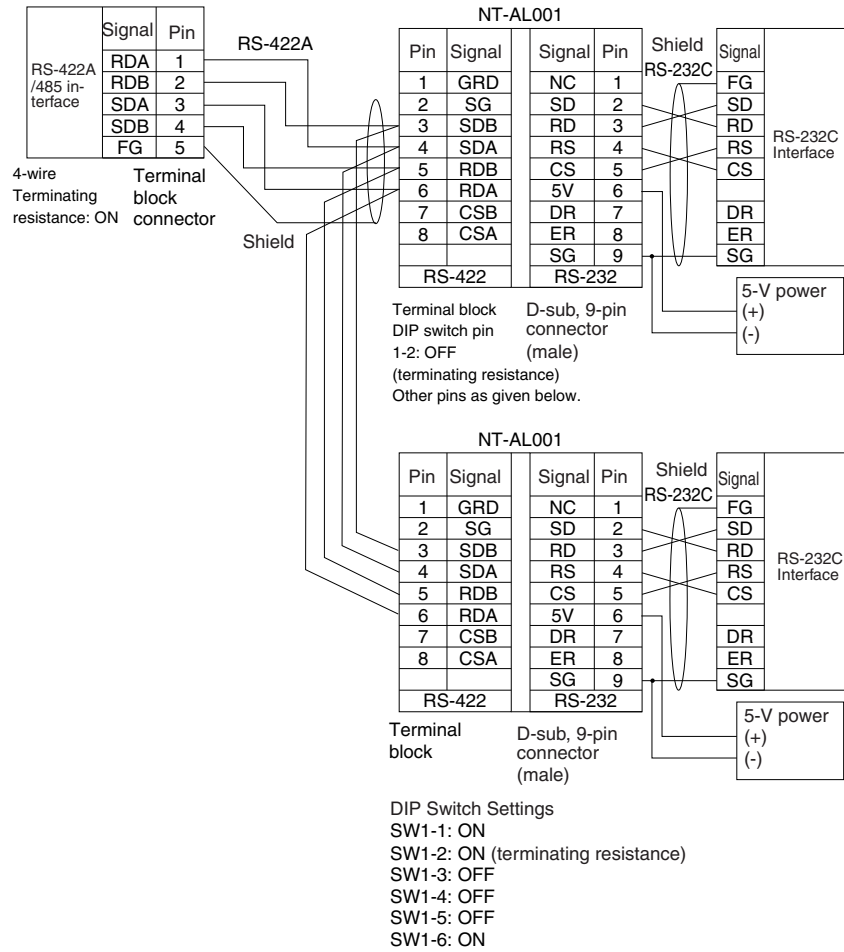 Signal Pin
RS-422A
/485 in-
terface
RDA 1
RDB 2
SDA 3
SDB 4
FG 5
4-wire
Terminating
resistance: ON
Terminal
block
connector
RS-422A
Shield
NT-AL001
Pin Signal
1 GRD
2 SG
3 SDB
4 SDA
5 RDB
6 RDA
7 CSB
8 CSA
RS-422
Signal Pin
NC 1
SD 2
RD 3
RS 4
CS 5
5V 6
DR 7
ER 8
SG 9
RS-232
Shield
RS-232C
Signal
FG
SD
RD
RS
CS
DR
ER
SG
RS-232C
Interface
5-V power
(+)
(-)
Terminal block
DIP switch pin
1-2: OFF
(terminating resistance)
Other pins as given below.
D-sub, 9-pin
connector
(male)
NT-AL001
Pin Signal
1 GRD
2 SG
3 SDB
4 SDA
5 RDB
6 RDA
7 CSB
8 CSA
RS-422
Signal Pin
NC 1
SD 2
RD 3
RS 4
CS 5
5V 6
DR 7
ER 8
SG 9
RS-232
Shield
RS-232C
Signal
FG
SD
RD
RS
CS
DR
ER
SG
RS-232C
Interface
5-V power
(+)
(-)
Terminal
block
D-sub, 9-pin
connector
(male)
DIP Switch Settings
SW1-1: ON
SW1-2: ON (terminating resistance)
SW1-3: OFF
SW1-4: OFF
SW1-5: OFF
SW1-6: ON